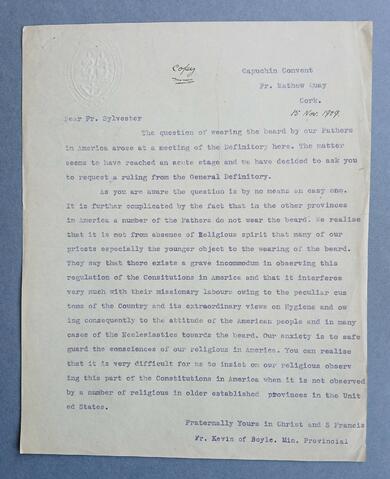 Copy
Capuchin Convent
Fr. Mathew Quay
Cork.
15 Nov. 1929.
Dear Fr. Sylvester
The question of wearing the beard by our Fathers
in America arose at a meeting of the Definitory here. The matter
seems to have reached an acute stage and we have decided to ask you
to request a ruling from the General Definitory.
As you are aware the question is by no means an easy one.
It is further complicated by the fact that in the other provinces
in America a number of the Fathers do not wear the beard. We realise
that it is not from absence of Religious spirit that many of our
priests especially the younger object to the wearing of the beard.
They say that there exists a grave incommodum in observing this
regulation of the Constitutions in America and that it interferes
very much with their missionary labours owing to the peculiar cus
toms of the Country and its extraordinary views on Hygiene and ow
ing consequently to the attitude of the American people and in many
cases of the Ecclesiastics towards the beard. Our anxiety is to safe
guard the consciences of our religious in America. You can realise
that it is very difficult for us to insist on our religious observ
ing this part of the Constitutions in America when it is not observed
by a number of religious in older established provinces in the Unit
ed States.
Fraternally Yours in Christ and S Francis
Fr. Kevin of Boyle. Min. Provincial